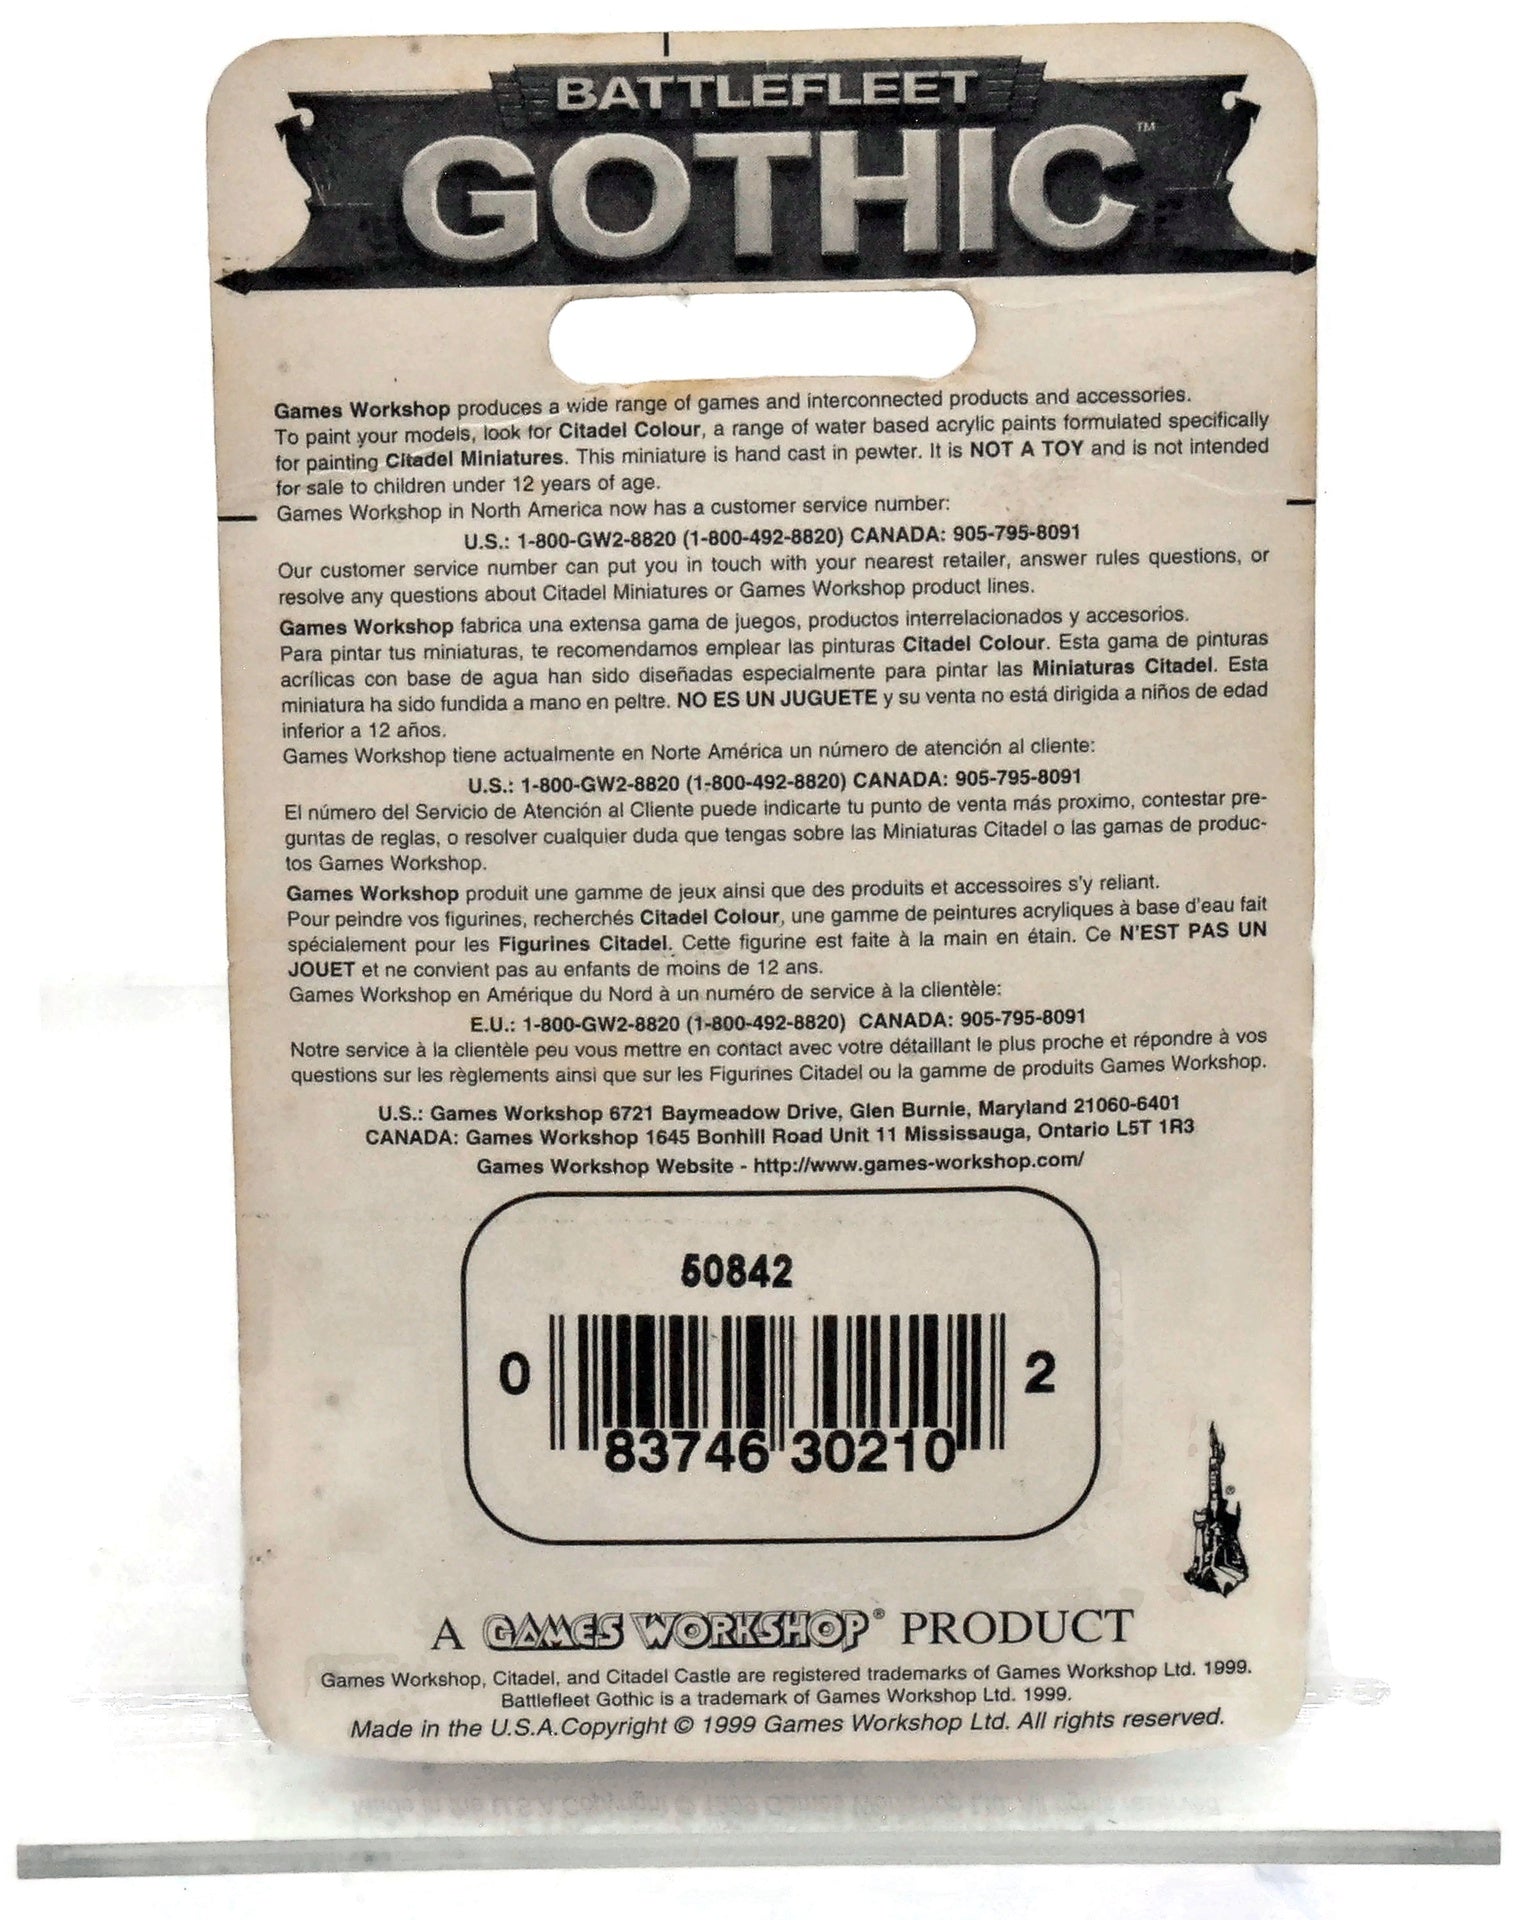 BATTLEFLEET
GOTHIC™
Games Workshop produces a wide range of games and interconnected products and accessories.
To paint your models, look for Citadel Colour, a range of water based acrylic paints formulated specifically
for painting Citadel Miniatures. This miniature is hand cast in pewter. It is NOT A TOY and is not intended
for sale to children under 12 years of age.
Games Workshop in North America now has a customer service number:
U.S.: 1-800-GW2-8820 (1-800-492-8820) CANADA: 905-795-8091
Our customer service number can put you in touch with your nearest retailer, answer rules questions, or
resolve any questions about Citadel Miniatures or Games Workshop product lines.
Games Workshop fabrica una extensa gama de juegos, productos interrelacionados y accesorios.
Para pintar tus miniaturas, te recomendamos emplear las pinturas Citadel Colour. Esta gama de pinturas
acrílicas con base de agua han sido diseñadas especialmente para pintar las Miniaturas Citadel. Esta
miniatura ha sido fundida a mano en peltre. NO ES UN JUGUETE y su venta no está dirigida a niños de edad
inferior a 12 años.
Games Workshop tiene actualmente en Norte América un número de atención al cliente:
U.S.: 1-800-GW2-8820 (1-800-492-8820) CANADA: 905-795-8091
El número del Servicio de Atención al Cliente puede indicarte tu punto de venta más proximo, contestar pre-
guntas de reglas, o resolver cualquier duda que tengas sobre las Miniaturas Citadel o las gamas de produc-
tos Games Workshop.
Games Workshop produit une gamme de jeux ainsi que des produits et accessoires s'y reliant.
Pour peindre vos figurines, recherchés Citadel Colour, une gamme de peintures acryliques à base d'eau fait
spécialement pour les Figurines Citadel. Cette figurine est faite à la main en étain. Ce N'EST PAS UN
JOUET et ne convient pas au enfants de moins de 12 ans.
Games Workshop en Amérique du Nord à un numéro de service à la clientèle:
E.U.: 1-800-GW2-8820 (1-800-492-8820) CANADA: 905-795-8091
Notre service à la clientèle peu vous mettre en contact avec votre détaillant le plus proche et répondre à vos
questions sur les règlements ainsi que sur les Figurines Citadel ou la gamme de produits Games Workshop.
U.S.: Games Workshop 6721 Baymeadow Drive, Glen Burnie, Maryland 21060-6401
CANADA: Games Workshop 1645 Bonhill Road Unit 11 Mississauga, Ontario L5T 1R3
Games Workshop Website - http://www.games-workshop.com/
50842
0 83746 30210 2
®
A GAMES WORKSHOP® PRODUCT
Games Workshop, Citadel, and Citadel Castle are registered trademarks of Games Workshop Ltd. 1999.
Battlefleet Gothic is a trademark of Games Workshop Ltd. 1999.
Made in the U.S.A.Copyright © 1999 Games Workshop Ltd. All rights reserved.